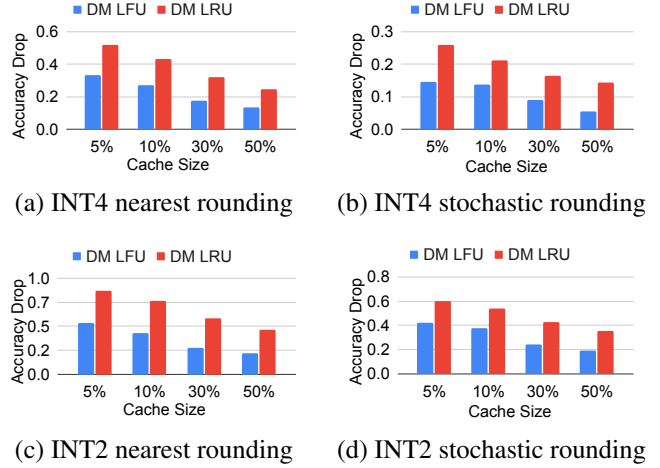 DM LFU DM LRU
Accuracy Drop
0.6
0.4
0.2
0.0
5% 10% 30% 50%
Cache Size
(a) INT4 nearest rounding
DM LFU DM LRU
Accuracy Drop
0.3
0.2
0.1
0.0
5% 10% 30% 50%
Cache Size
(b) INT4 stochastic rounding
DM LFU DM LRU
Accuracy Drop
1.0
0.7
0.5
0.2
0.0
5% 10% 30% 50%
Cache Size
(c) INT2 nearest rounding
DM LFU DM LRU
Accuracy Drop
0.8
0.6
0.4
0.2
0.0
5% 10% 30% 50%
Cache Size
(d) INT2 stochastic rounding